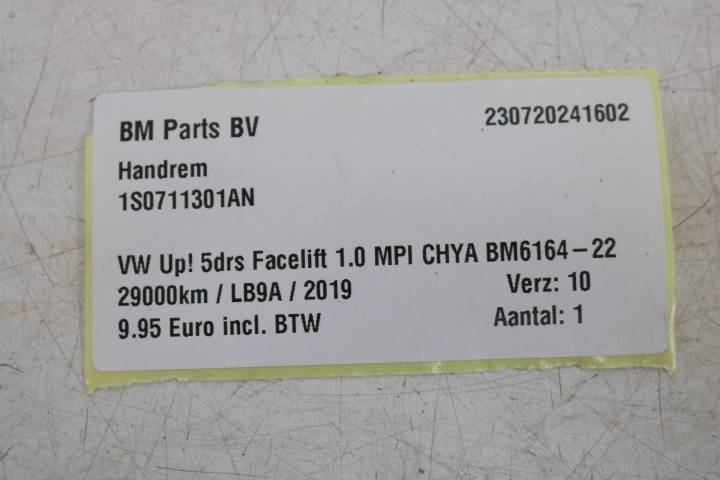 BM Parts BV 230720241602
Handrem
1S0711301AN
VW Up! 5drs Facelift 1.0 MPI CHYA BM6164-22
29000km / LB9A / 2019 Verz: 10
9.95 Euro incl. BTW Aantal: 1